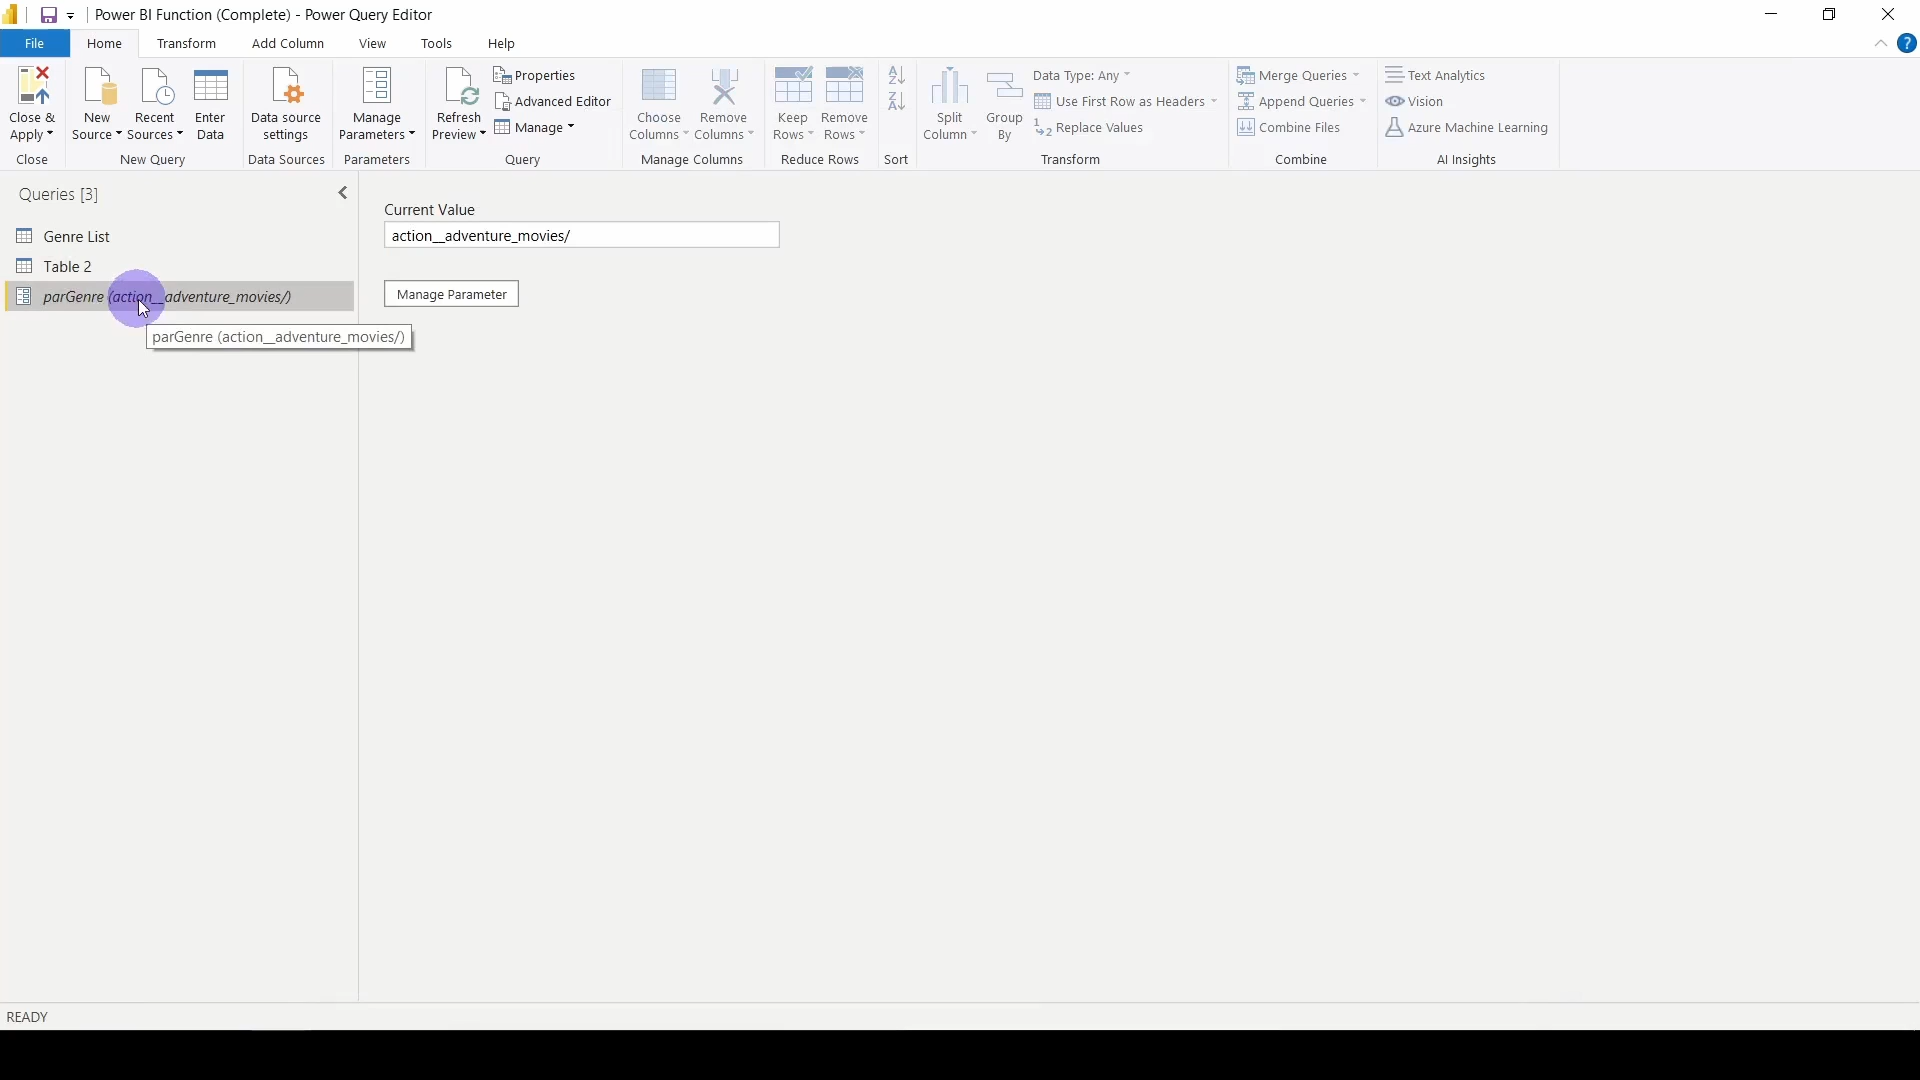 Power BI Function (Complete) - Power Query Editor
File Home Transform Add Column View Tools Help
?
Close &
Apply
Close
New
Source
Recent
Sources
Enter
Data
New Query
Data source
settings
Data Sources
Manage
Parameters
Parameters
Refresh
Preview
Properties
Advanced Editor
Manage
Query
Choose
Columns
Remove
Columns
Manage Columns
Keep
Rows
Remove
Rows
Reduce Rows
A
Z
Z
A
Sort
Split
Column
Group
By
Data Type: Any
Use First Row as Headers
1
2
Replace Values
Transform
Merge Queries
Append Queries
Combine Files
Combine
Text Analytics
Vision
Azure Machine Learning
AI Insights
Queries [3]
Genre List
Table 2
parGenre (action__adventure_movies/)
parGenre (action__adventure_movies/)
Current Value
action__adventure_movies/
Manage Parameter
READY